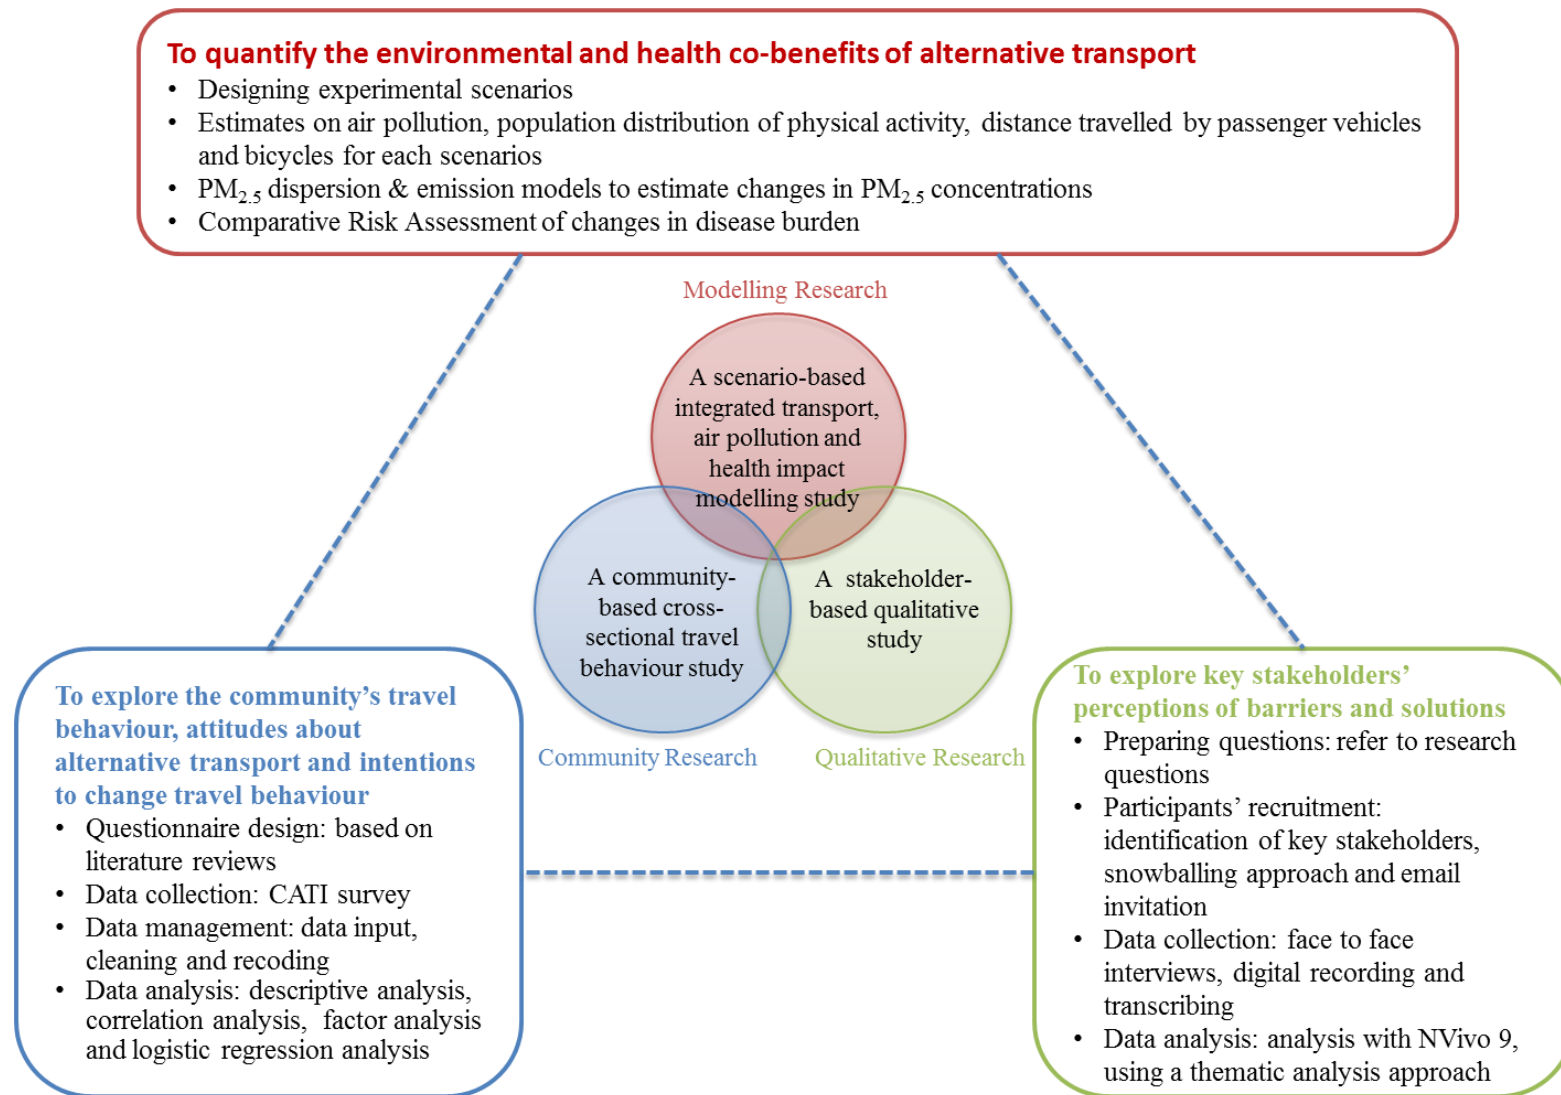 To quantify the environmental and health co-benefits of alternative transport
• Designing experimental scenarios
• Estimates on air pollution, population distribution of physical activity, distance travelled by passenger vehicles
and bicycles for each scenarios
• PM2.5 dispersion & emission models to estimate changes in PM2.5 concentrations
• Comparative Risk Assessment of changes in disease burden
Modelling Research
A scenario-based
integrated transport,
air pollution and
health impact
modelling study
A community-
based cross-
sectional travel
behaviour study
A stakeholder-
based qualitative
study
Community Research
Qualitative Research
To explore the community’s travel
behaviour, attitudes about
alternative transport and intentions
to change travel behaviour
• Questionnaire design: based on
literature reviews
• Data collection: CATI survey
• Data management: data input,
cleaning and recoding
• Data analysis: descriptive analysis,
correlation analysis, factor analysis
and logistic regression analysis
To explore key stakeholders’
perceptions of barriers and solutions
• Preparing questions: refer to research
questions
• Participants’ recruitment:
identification of key stakeholders,
snowballing approach and email
invitation
• Data collection: face to face
interviews, digital recording and
transcribing
• Data analysis: analysis with NVivo 9,
using a thematic analysis approach